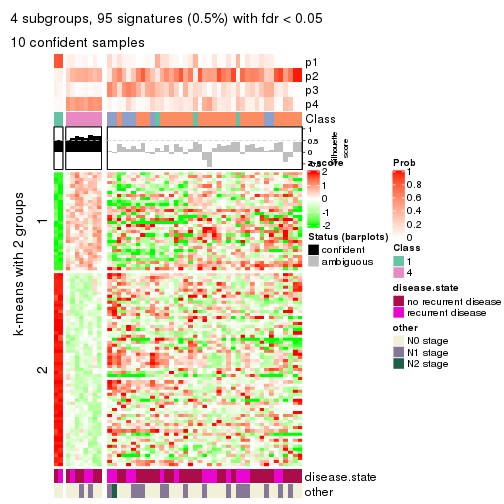 4 subgroups, 95 signatures (0.5%) with fdr < 0.05
10 confident samples
p1
p2
p3
p4
Class
1
0.5
0
-0.5
Silhouette
score
k-means with 2 groups
1
2
z-score
2
1
0
-1
-2
Status (barplots)
confident
ambiguous
Prob
1
0.8
0.6
0.4
0.2
0
Class
1
4
disease.state
no recurrent disease
recurrent disease
other
N0 stage
N1 stage
N2 stage
disease.state
other